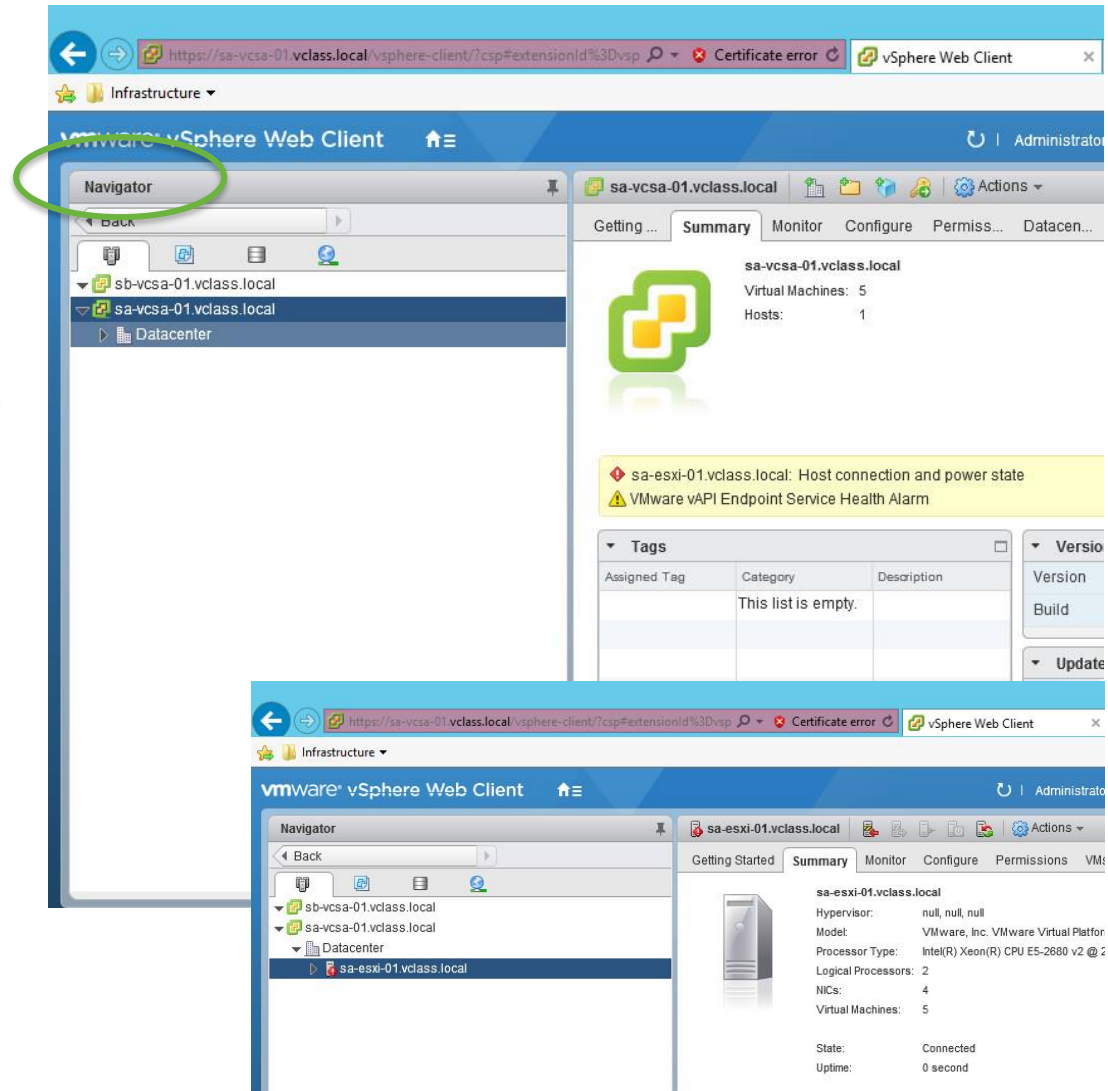 https://sa-vcsa-01.vclass.local/vsphere-client/?csp#extensionId%3Dvsp Certificate error vSphere Web Client
Infrastructure
vmware® vSphere Web Client Administrator
Navigator sa-vcsa-01.vclass.local Actions
Back Getting ... Summary Monitor Configure Permiss... Datacen...
sa-vcsa-01.vclass.local
sb-vcsa-01.vclass.local Virtual Machines: 5
sa-vcsa-01.vclass.local Hosts: 1
Datacenter
sa-esxi-01.vclass.local: Host connection and power state
VMware vAPI Endpoint Service Health Alarm
Tags
Assigned Tag Category Description Version
This list is empty. Build
https://sa-vcsa-01.vclass.local/vsphere-client/?csp#extensionId%3Dvsp Certificate error vSphere Web Client
Infrastructure
vmware® vSphere Web Client
Navigator sa-esxi-01.vclass.local Actions
Back Getting Started Summary Monitor Configure Permissions VMs
sa-esxi-01.vclass.local
sb-vcsa-01.vclass.local Hypervisor: null, null, null
sa-vcsa-01.vclass.local Model: VMware, Inc. VMware Virtual
Datacenter Processor Type: Intel(R) Xeon(R) CPU E5-2680 v2 @
sa-esxi-01.vclass.local Logical Processors: 2
NICs: 4
Virtual Machines: 5
State: Connected
Uptime: 0 second